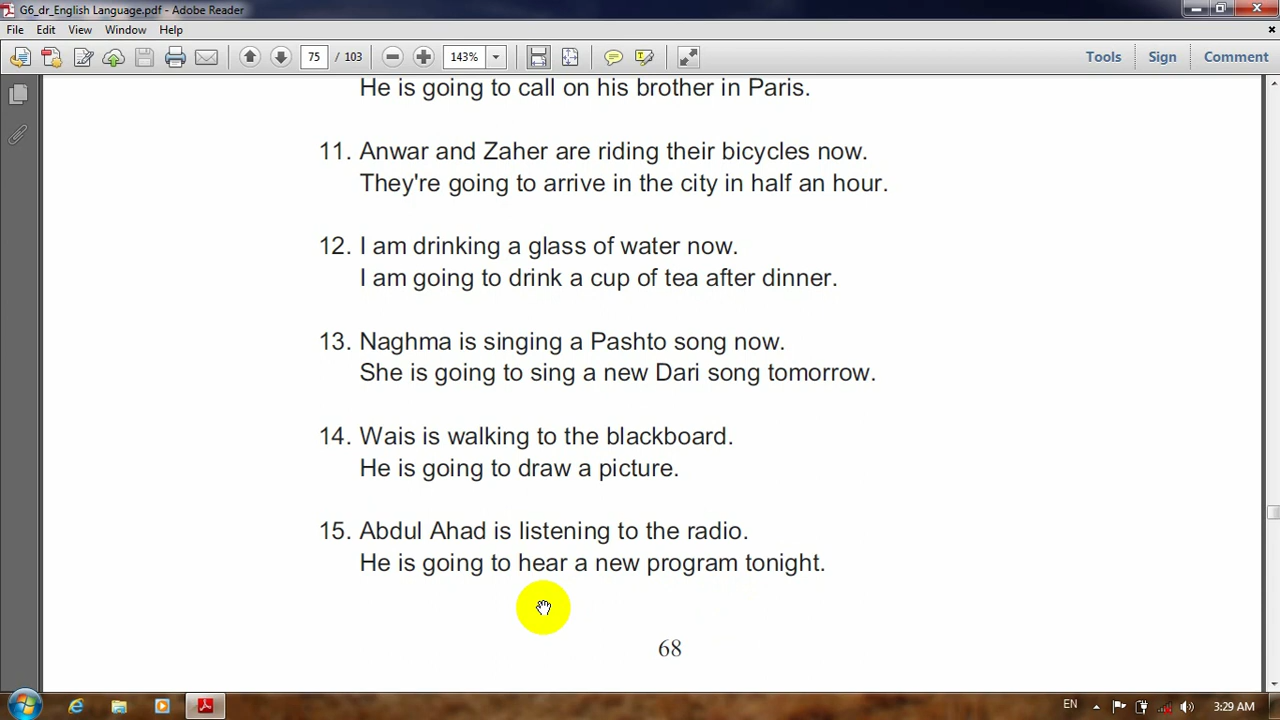 G6_dr_English Language.pdf - Adobe Reader
File Edit View Window Help
75 / 103 143% Tools Sign Comment
He is going to call on his brother in Paris.
11. Anwar and Zaher are riding their bicycles now.
They're going to arrive in the city in half an hour.
12. I am drinking a glass of water now.
I am going to drink a cup of tea after dinner.
13. Naghma is singing a Pashto song now.
She is going to sing a new Dari song tomorrow.
14. Wais is walking to the blackboard.
He is going to draw a picture.
15. Abdul Ahad is listening to the radio.
He is going to hear a new program tonight.
68
EN 3:29 AM